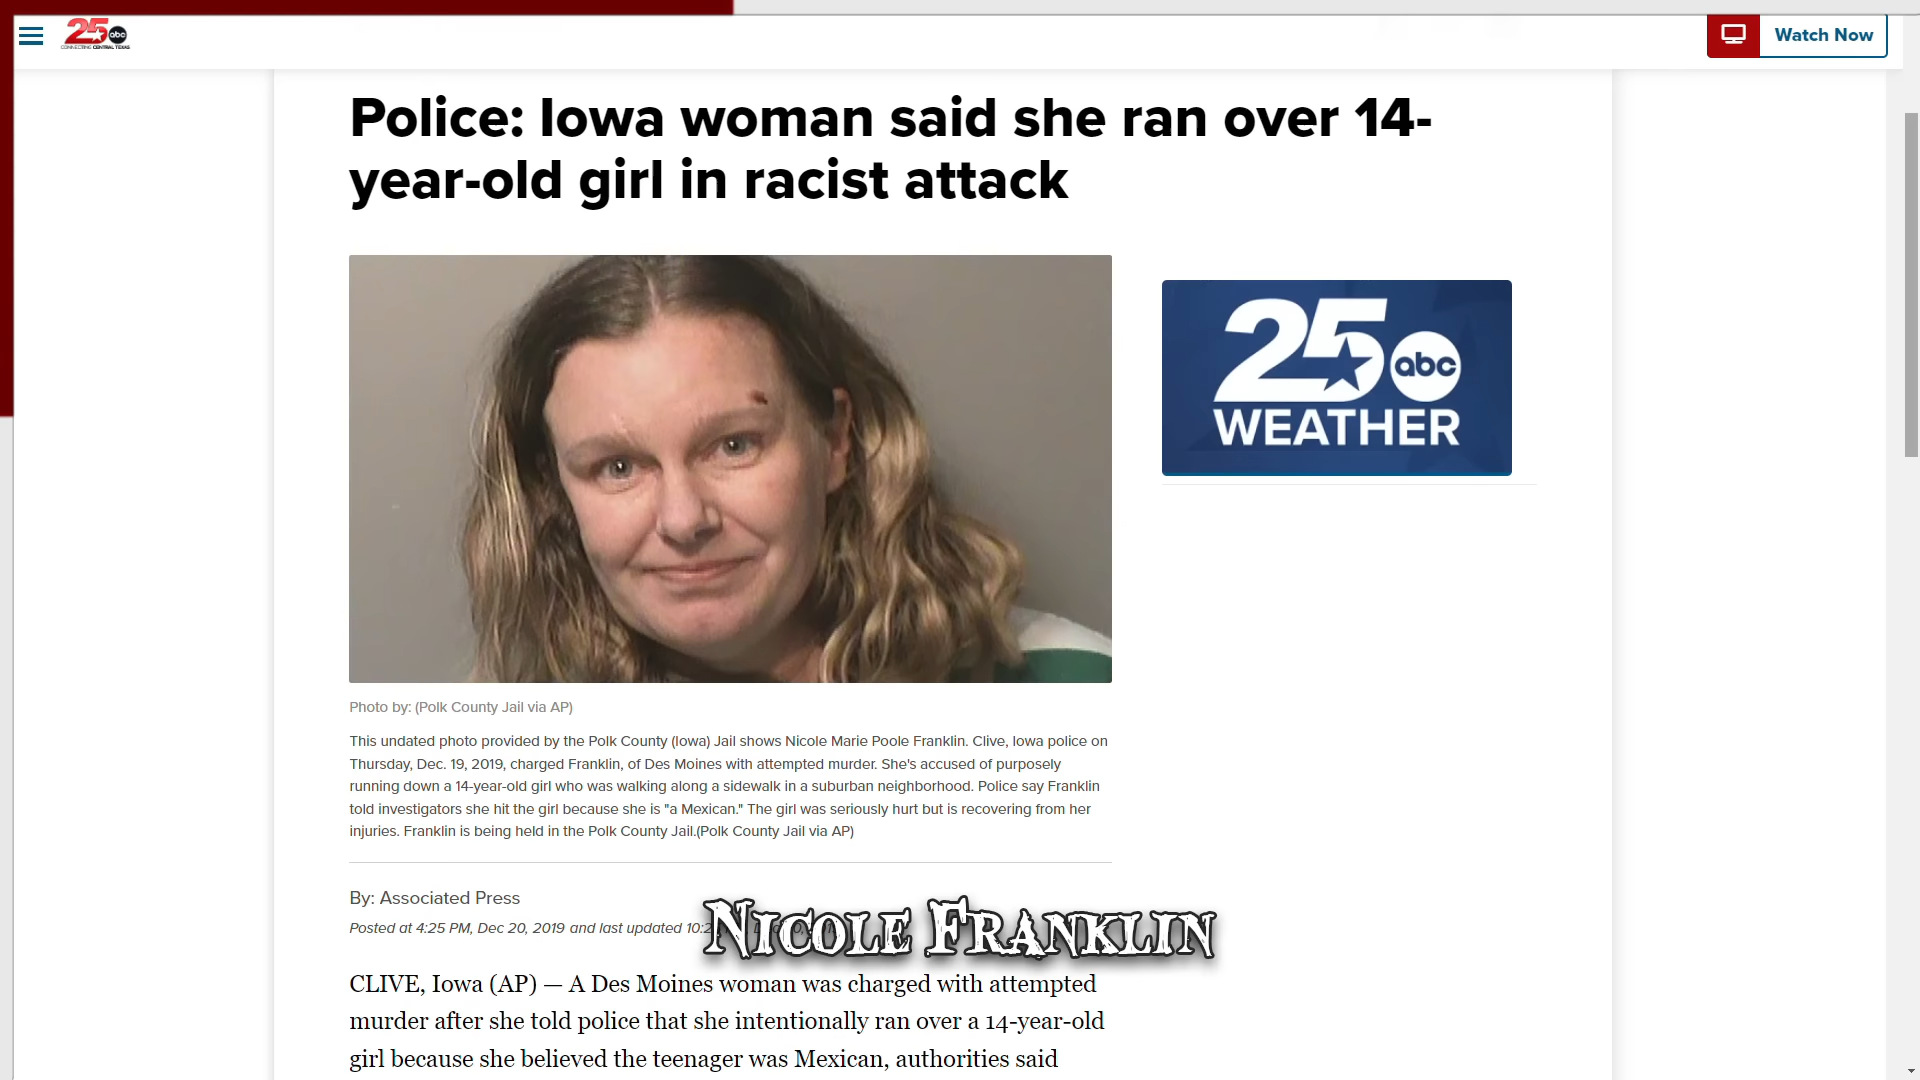 25 abc
CONNECTING CENTRAL TEXAS
Watch Now
Police: Iowa woman said she ran over 14-
year-old girl in racist attack
25 abc
WEATHER
Photo by: (Polk County Jail via AP)
This undated photo provided by the Polk County (Iowa) Jail shows Nicole Marie Poole Franklin. Clive, Iowa police on
Thursday, Dec. 19, 2019, charged Franklin, of Des Moines with attempted murder. She's accused of purposely
running down a 14-year-old girl who was walking along a sidewalk in a suburban neighborhood. Police say Franklin
told investigators she hit the girl because she is "a Mexican." The girl was seriously hurt but is recovering from her
injuries. Franklin is being held in the Polk County Jail.(Polk County Jail via AP)
By: Associated Press
Posted at 4:25 PM, Dec 20, 2019 and last updated
Nicole Franklin
CLIVE, Iowa (AP) — A Des Moines woman was charged with attempted
murder after she told police that she intentionally ran over a 14-year-old
girl because she believed the teenager was Mexican, authorities said